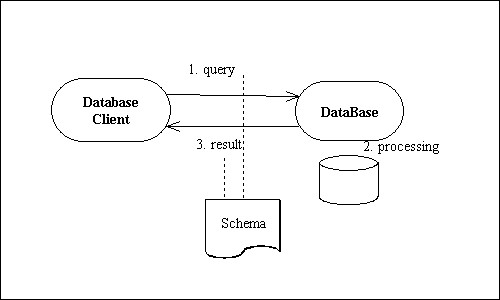 1. query
Database
Client
DataBase
3. result
2. processing
Schema